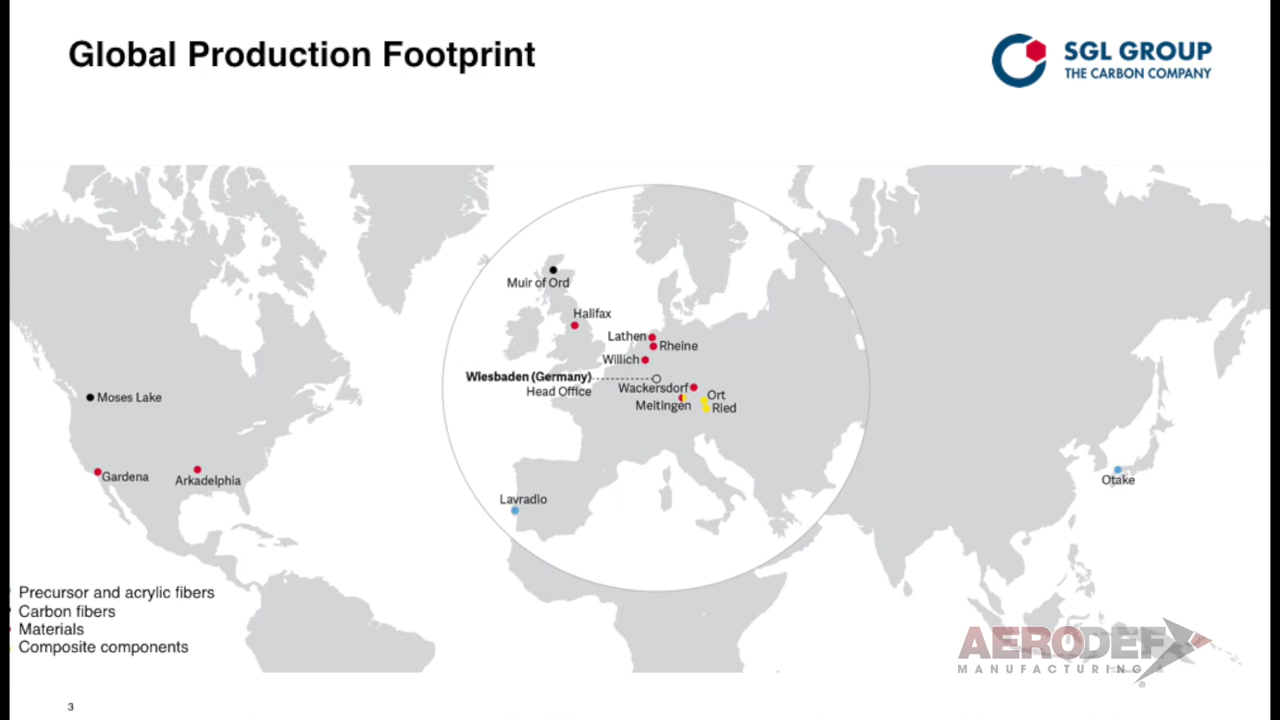 Global Production Footprint
SGL GROUP
THE CARBON COMPANY
Muir of Ord
Halifax
Lathen
Rheine
Willich
Wiesbaden (Germany)
Head Office
Wackersdorf
Meitingen
Ort
Ried
Moses Lake
Gardena
Arkadelphia
Lavradio
Otake
Precursor and acrylic fibers
Carbon fibers
Materials
Composite components
AERODEF
MANUFACTURING
®
3